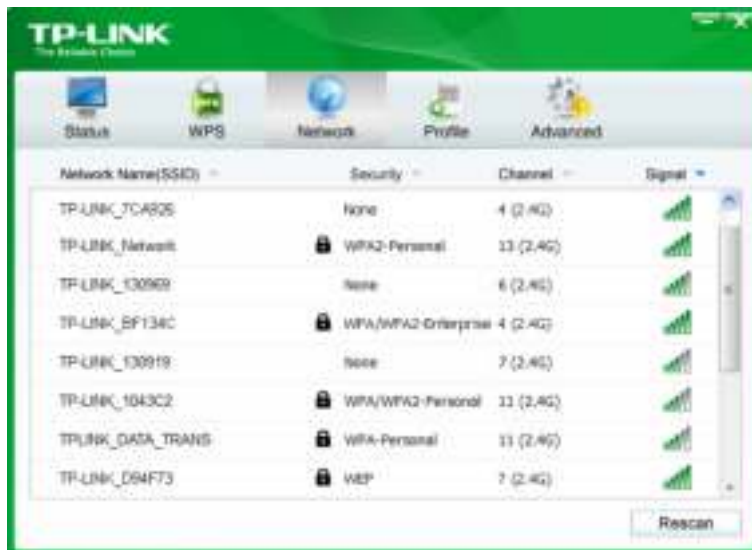 TP-LINK
The Reliable Choice
Status WPS Network Profile Advanced
Network Name(SSID) Security Channel Signal
TP-LINK_7CA926 None 4 (2.4G)
TP-LINK_Network WPA2-Personal 13 (2.4G)
TP-LINK_130969 None 6 (2.4G)
TP-LINK_BF134C WPA/WPA2-Enterprise 4 (2.4G)
TP-LINK_130919 None 7 (2.4G)
TP-LINK_1043C2 WPA/WPA2-Personal 11 (2.4G)
TPLINK_DATA_TRANS WPA-Personal 11 (2.4G)
TP-LINK_D94F73 WEP 7 (2.4G)
Rescan